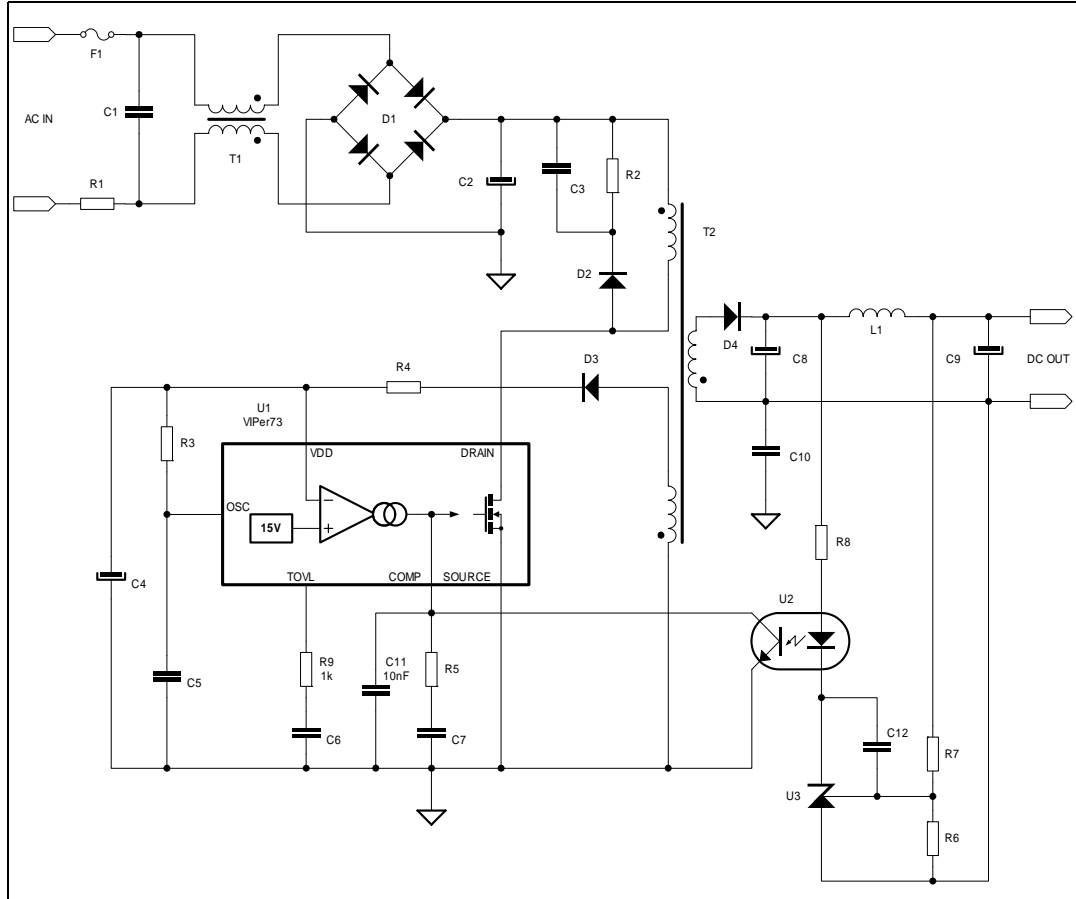 F1
AC IN
C1
T1
R1
D1
C2
C3
R2
D2
T2
D4
C8
L1
C9
DC OUT
C10
D3
R4
U1
VIPer73
R3
VDD
DRAIN
OSC
15V
−
+
TOVL
COMP
SOURCE
C4
C5
R9
1k
C6
C11
10nF
R5
C7
R8
U2
C12
R7
U3
R6